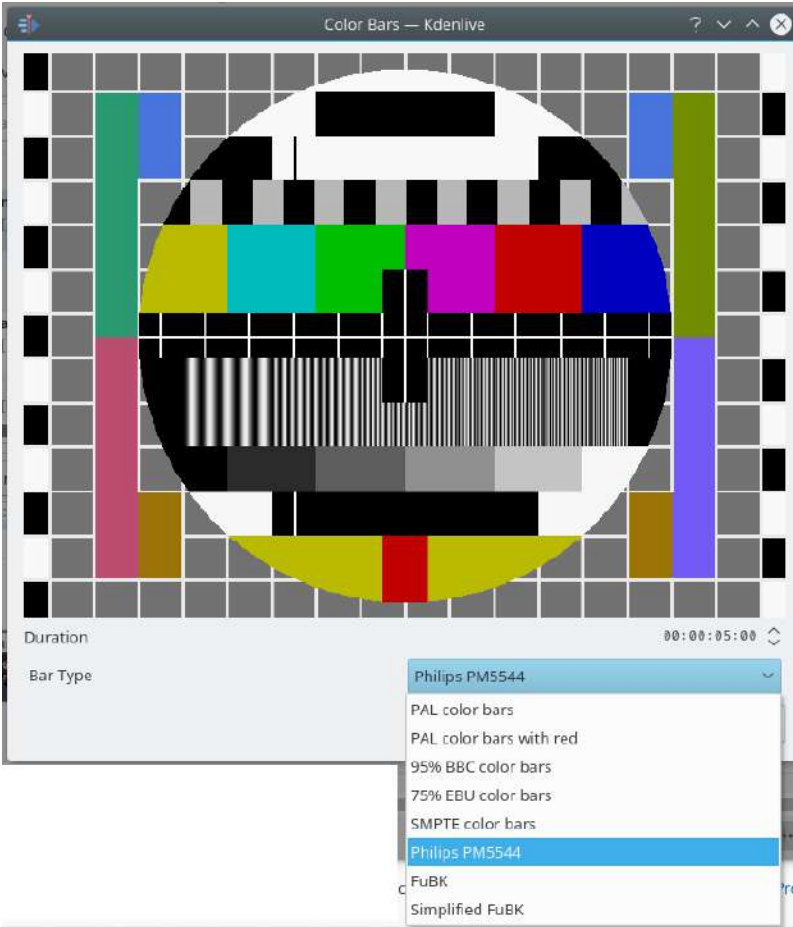 Color Bars — Kdenlive
Duration
00:00:05:00
Bar Type
Philips PM5544
PAL color bars
PAL color bars with red
95% BBC color bars
75% EBU color bars
SMPTE color bars
Philips PM5544
FuBK
Simplified FuBK